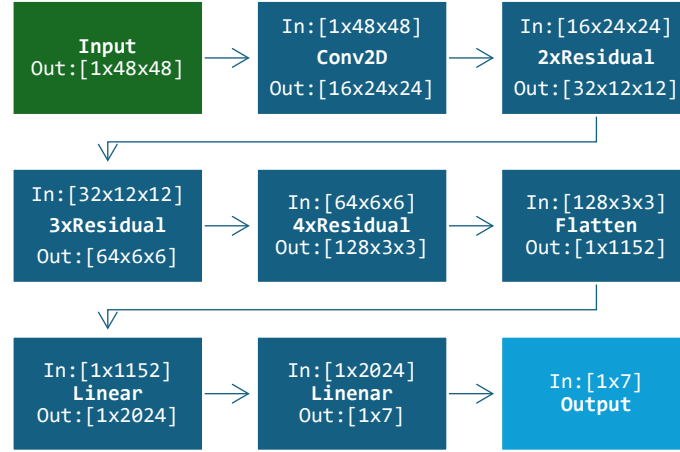 Input
Out:[1x48x48]
In:[1x48x48]
Conv2D
Out:[16x24x24]
In:[16x24x24]
2xResidual
Out:[32x12x12]
In:[32x12x12]
3xResidual
Out:[64x6x6]
In:[64x6x6]
4xResidual
Out:[128x3x3]
In:[128x3x3]
Flatten
Out:[1x1152]
In:[1x1152]
Linear
Out:[1x2024]
In:[1x2024]
Linenar
Out:[1x7]
In:[1x7]
Output